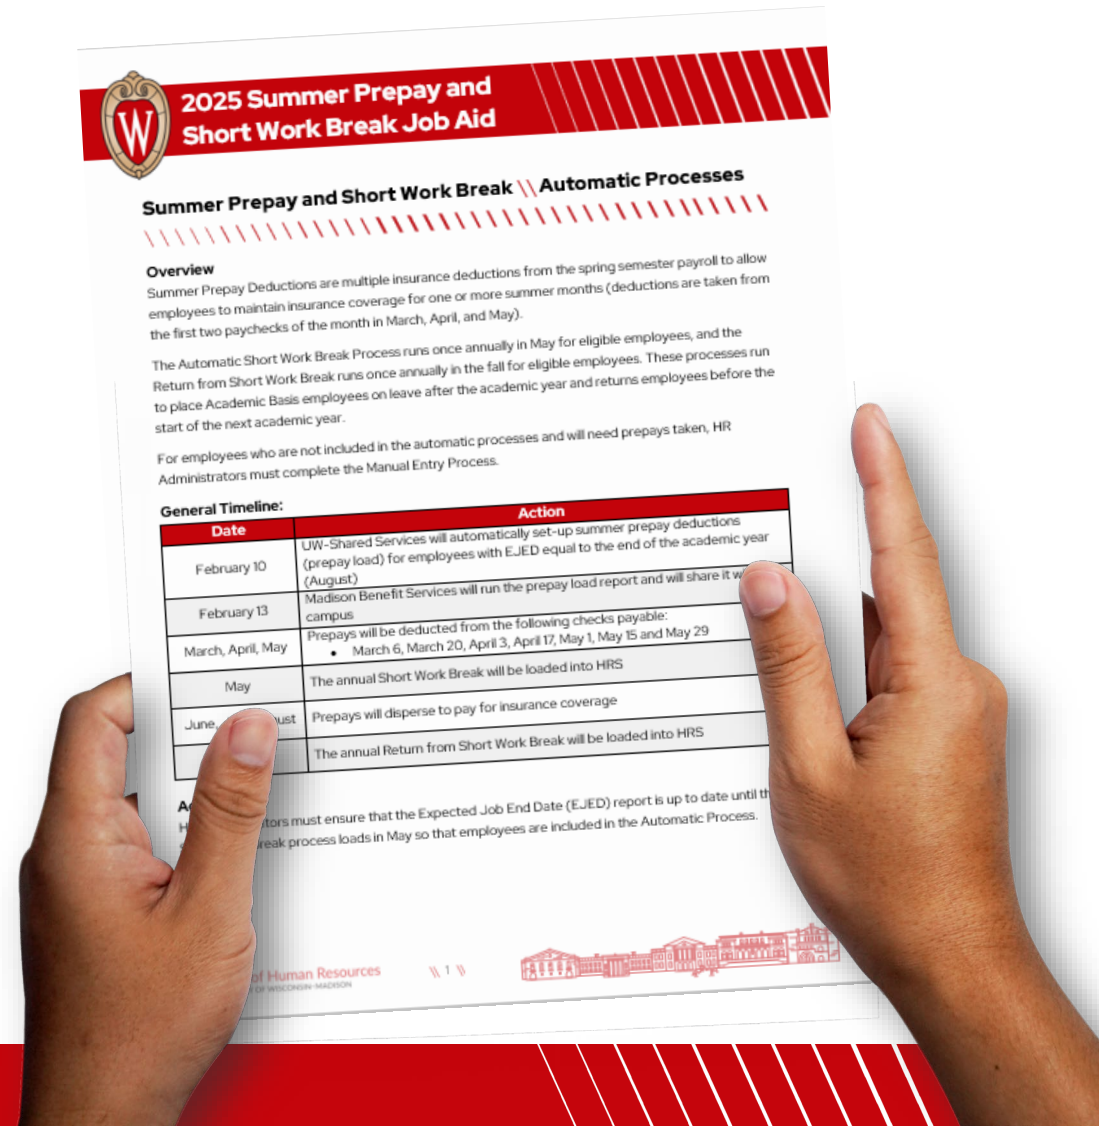 W
2025 Summer Prepay and
Short Work Break Job Aid
Summer Prepay and Short Work Break \\ Automatic Processes
Overview
Summer Prepay Deductions are multiple insurance deductions from the spring semester payroll to allow
employees to maintain insurance coverage for one or more summer months (deductions are taken from
the first two paychecks of the month in March, April, and May).
The Automatic Short Work Break Process runs once annually in May for eligible employees, and the
Return from Short Work Break runs once annually in the fall for eligible employees. These processes run
to place Academic Basis employees on leave after the academic year and returns employees before the
start of the next academic year.
For employees who are not included in the automatic processes and will need prepays taken, HR
Administrators must complete the Manual Entry Process.
General Timeline:
Date
Action
February 10
UW-Shared Services will automatically set-up summer prepay deductions
(prepay load) for employees with EJED equal to the end of the academic year
(August)
February 13
Madison Benefit Services will run the prepay load report and will share it
campus
March, April, May
Prepays will be deducted from the following checks payable:
• March 6, March 20, April 3, April 17, May 1, May 15 and May 29
May
The annual Short Work Break will be loaded into HRS
June,
Prepays will disperse to pay for insurance coverage
The annual Return from Short Work Break will be loaded into HRS
must ensure that the Expected Job End Date (EJED) report is up to date until
process loads in May so that employees are included in the Automatic Process.
of Human Resources
OF WISCONSIN-MADISON
\\ 1 \\